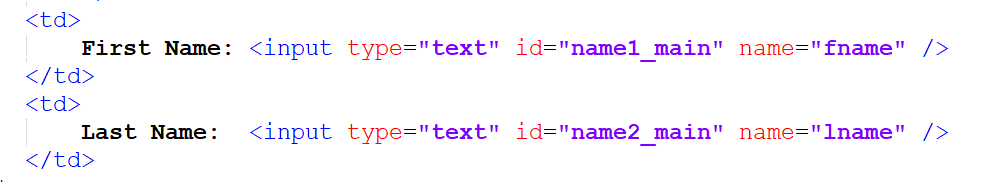 <td>
    First Name: <input type="text" id="name1_main" name="fname" />
</td>
<td>
    Last Name:  <input type="text" id="name2_main" name="lname" />
</td>